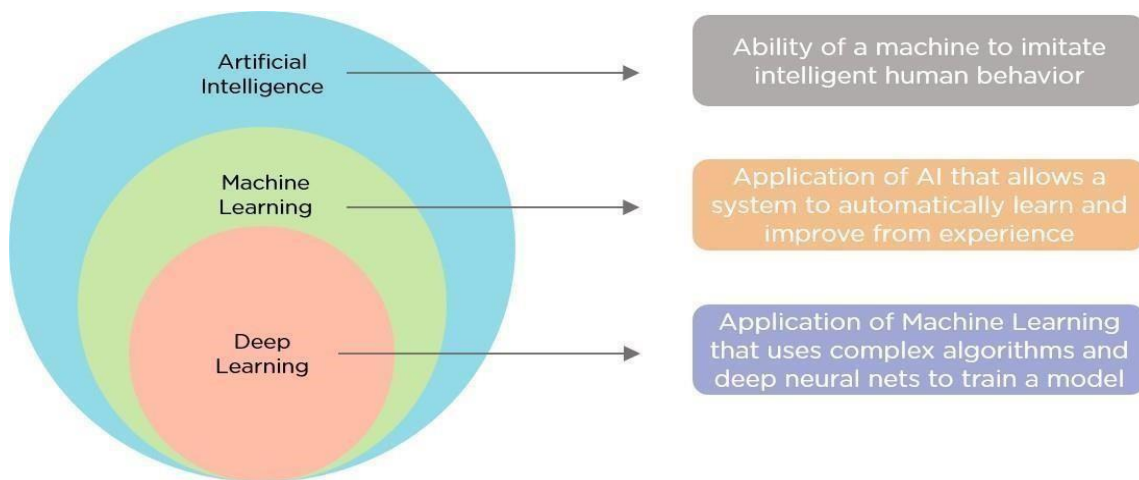 Artificial
Intelligence
Ability of a machine to imitate
intelligent human behavior
Machine
Learning
Application of AI that allows a
system to automatically learn and
improve from experience
Deep
Learning
Application of Machine Learning
that uses complex algorithms and
deep neural nets to train a model